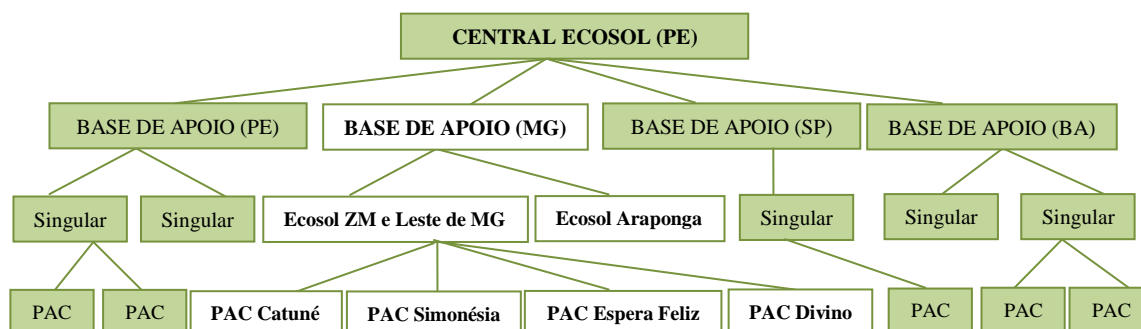 CENTRAL ECOSOL (PE)
BASE DE APOIO (PE)
BASE DE APOIO (MG)
BASE DE APOIO (SP)
BASE DE APOIO (BA)
Singular
Singular
Ecosol ZM e Leste de MG
Ecosol Araponga
Singular
Singular
Singular
PAC
PAC
PAC Catuné
PAC Simonésia
PAC Espera Feliz
PAC Divino
PAC
PAC
PAC